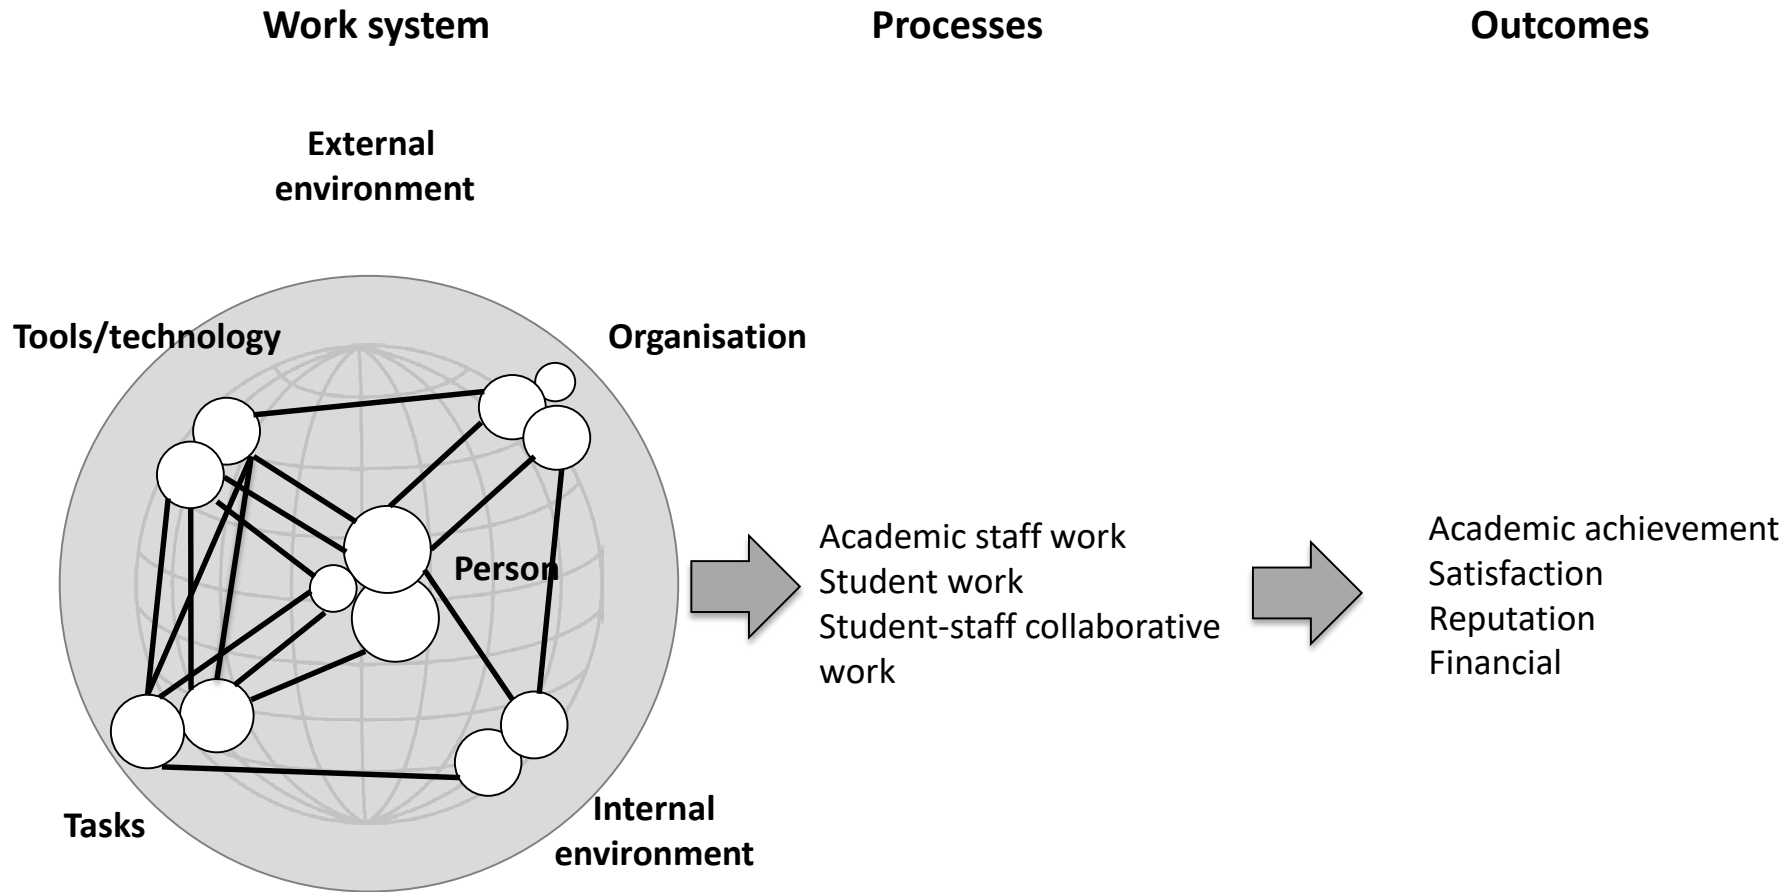 Work system
Processes
Outcomes
External
environment
Tools/technology
Organisation
Person
Tasks
Internal
environment
Academic staff work
Student work
Student-staff collaborative
work
Academic achievement
Satisfaction
Reputation
Financial